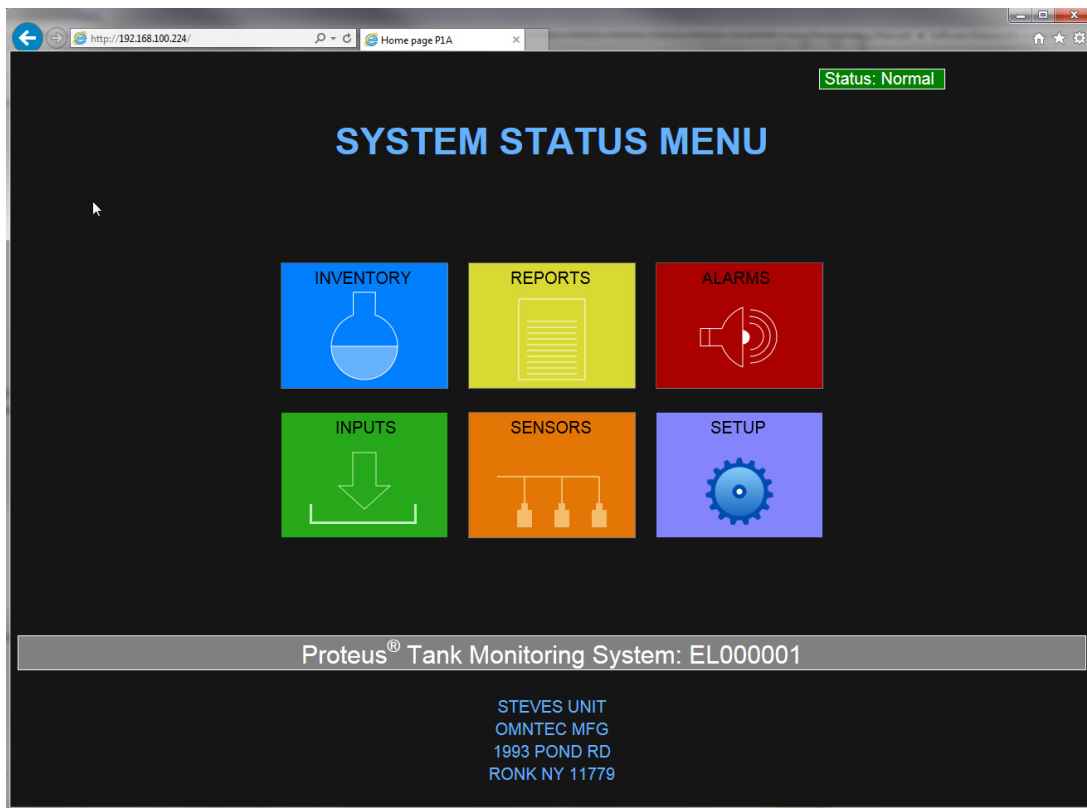 http://192.168.100.224/
Home page P1A
Status: Normal
SYSTEM STATUS MENU
INVENTORY
REPORTS
ALARMS
INPUTS
SENSORS
SETUP
Proteus® Tank Monitoring System: EL000001
STEVES UNIT
OMNTEC MFG
1993 POND RD
RONK NY 11779